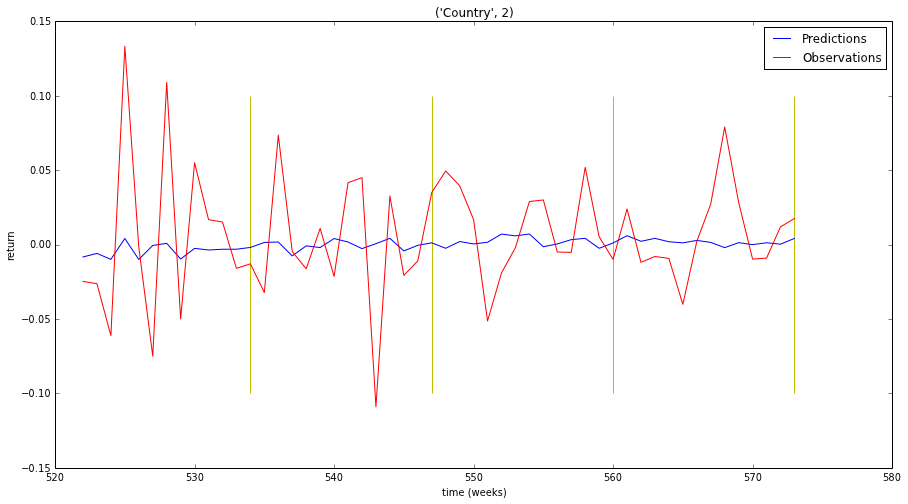 ('Country', 2)
0.15
0.10
0.05
0.00
−0.05
−0.10
−0.15
return
520
530
540
550
560
570
580
time (weeks)
Predictions
Observations